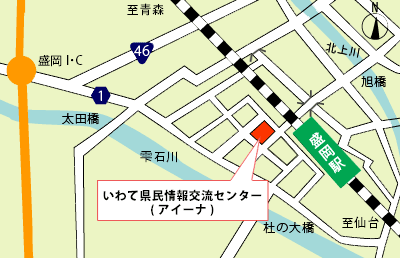 至青森
N
46
盛岡I・C
北上川
旭橋
1
太田橋
盛岡駅
雫石川
いわて県民情報交流センター
(アイーナ)
至仙台
杜の大橋